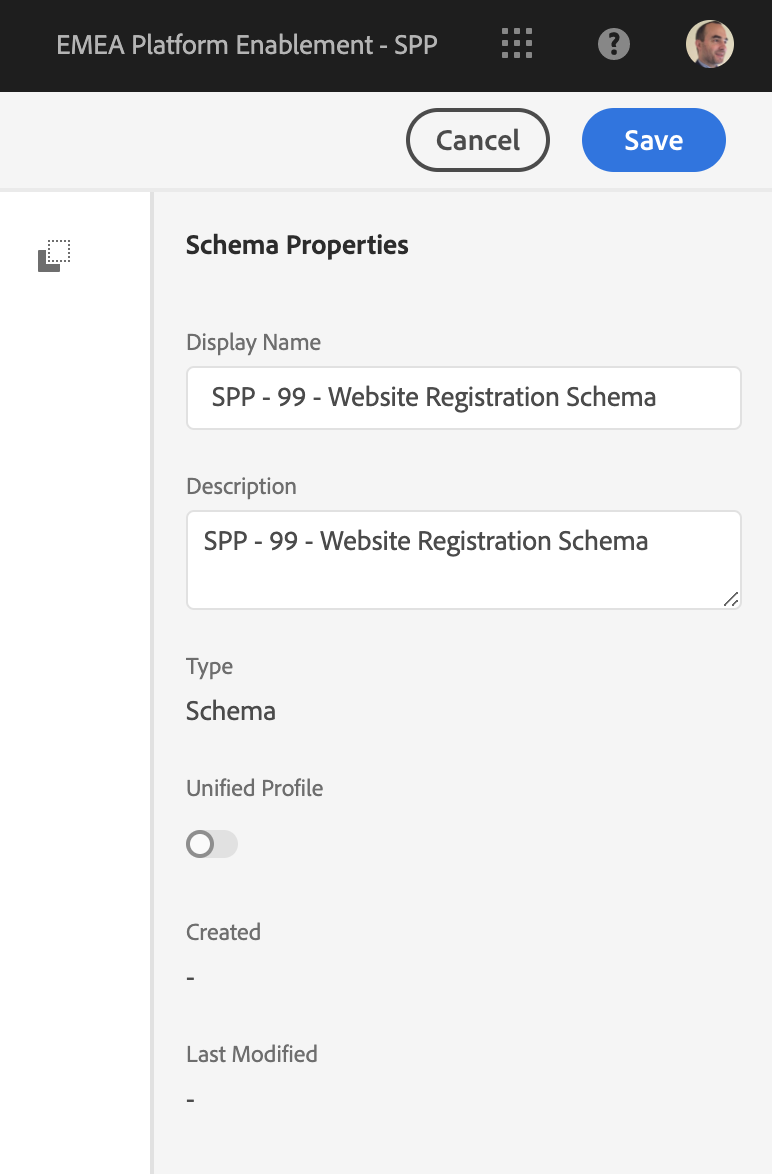 EMEA Platform Enablement - SPP
?
Cancel
Save
Schema Properties
Display Name
SPP - 99 - Website Registration Schema
Description
SPP - 99 - Website Registration Schema
Type
Schema
Unified Profile
Created
-
Last Modified
-